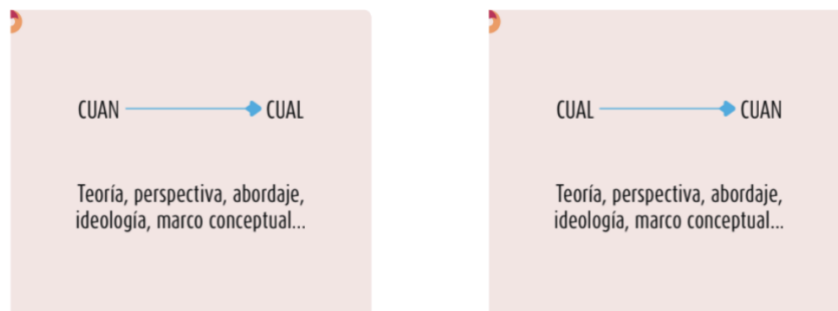 CUAN CUAL
Teoría, perspectiva, abordaje,
ideología, marco conceptual...
CUAL CUAN
Teoría, perspectiva, abordaje,
ideología, marco conceptual...